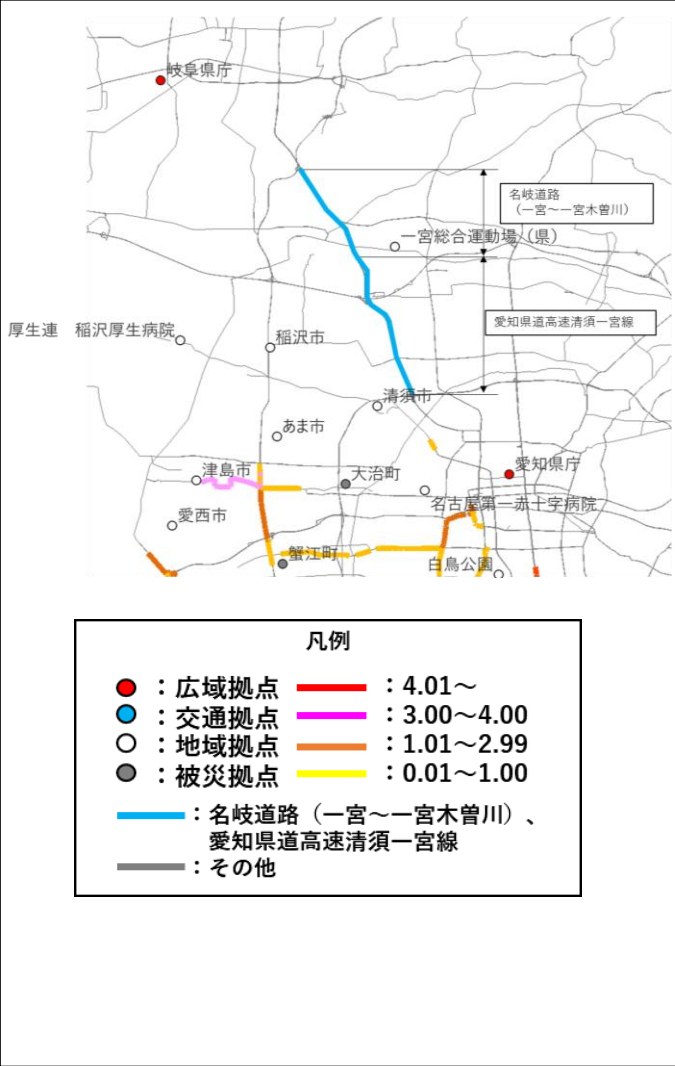 岐阜県庁
名岐道路
（一宮～一宮木曽川）
一宮総合運動場（県）
愛知県道高速清須一宮線
厚生連　稲沢厚生病院
稲沢市
清須市
あま市
津島市
大治町
愛知県庁
名古屋第一赤十字病院
愛西市
蟹江町
白鳥公園
凡例
：広域拠点
：4.01～
：交通拠点
：3.00～4.00
：地域拠点
：1.01～2.99
：被災拠点
：0.01～1.00
：名岐道路（一宮～一宮木曽川）、
愛知県道高速清須一宮線
：その他